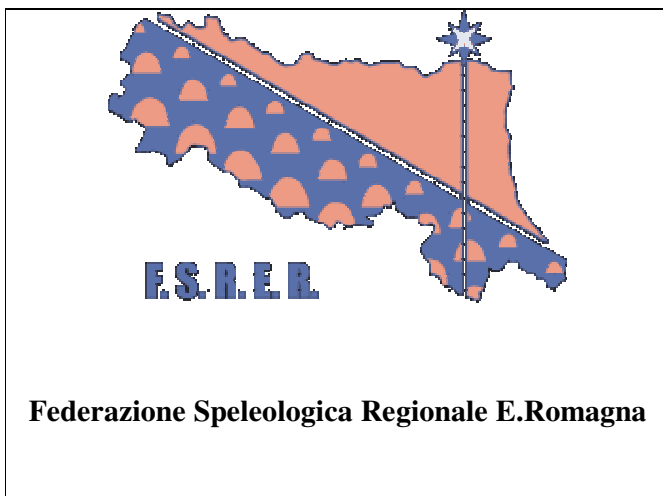 F. S. R. E. R.
Federazione Speleologica Regionale E.Romagna